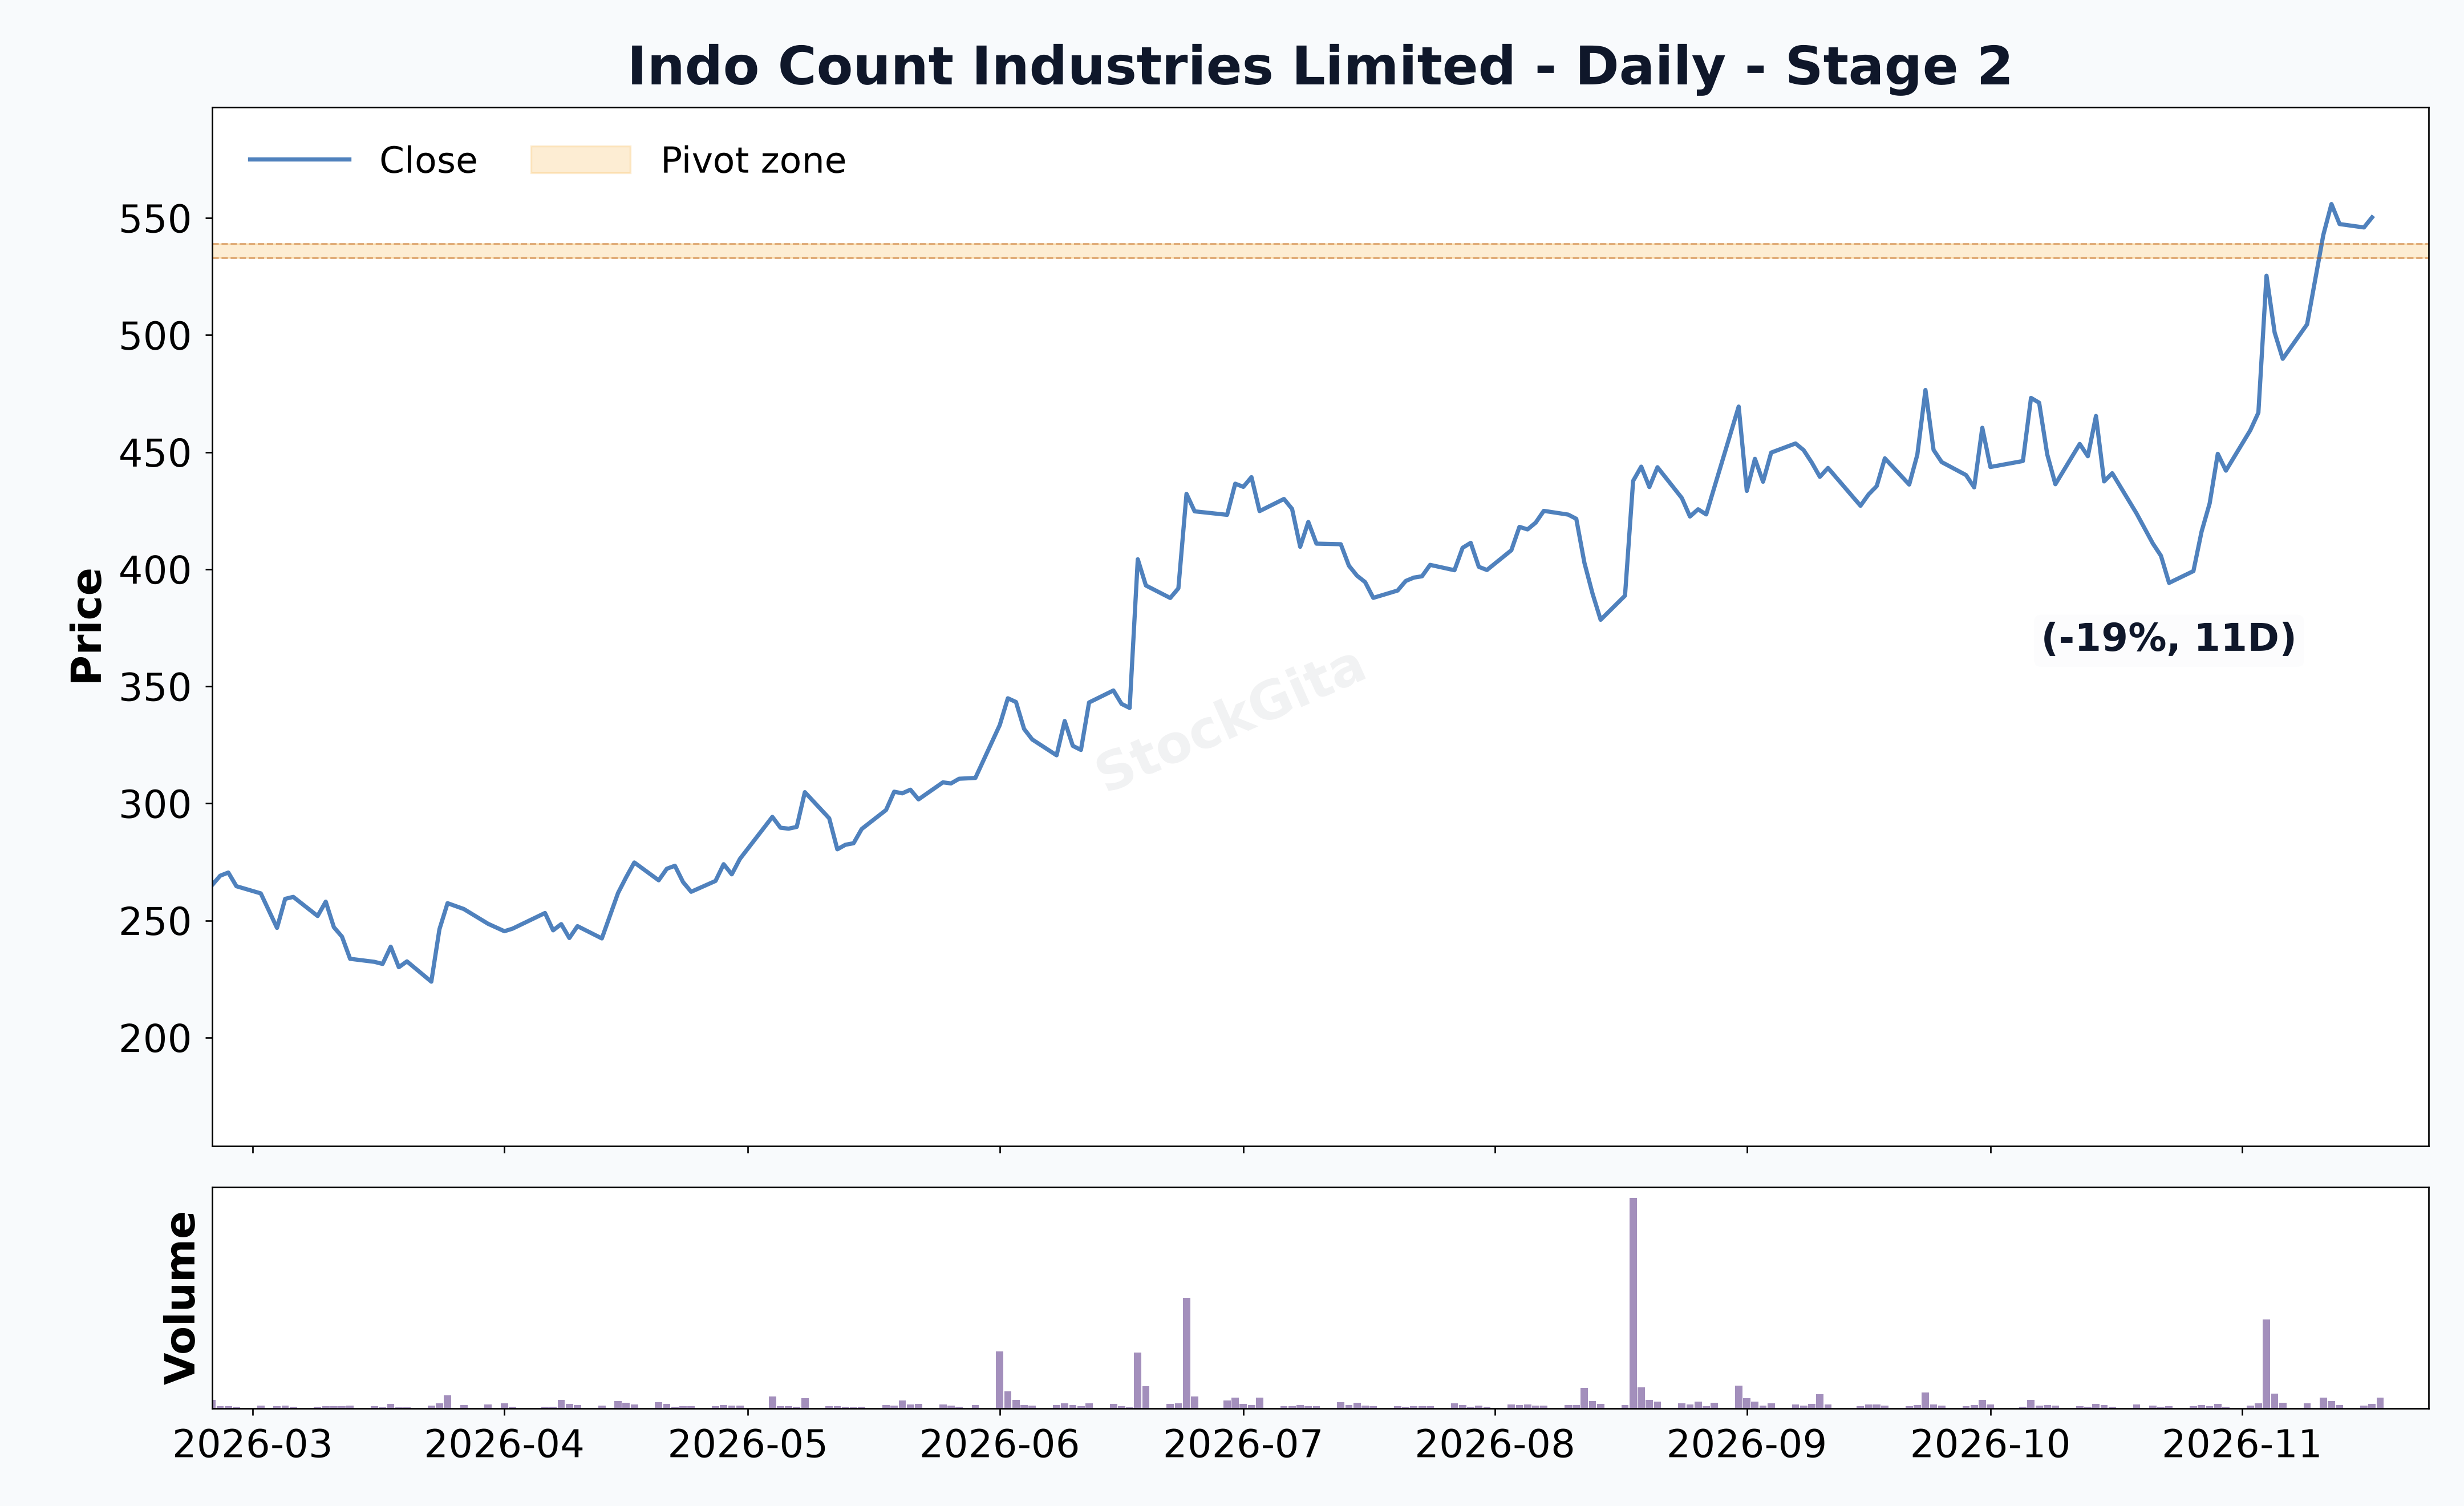 Indo Count Industries Limited - Daily - Stage 2
Close
Pivot zone
550
500
450
400
350
300
250
200
Price
(-19%, 11D)
StockGita
Volume
2026-03
2026-04
2026-05
2026-06
2026-07
2026-08
2026-09
2026-10
2026-11